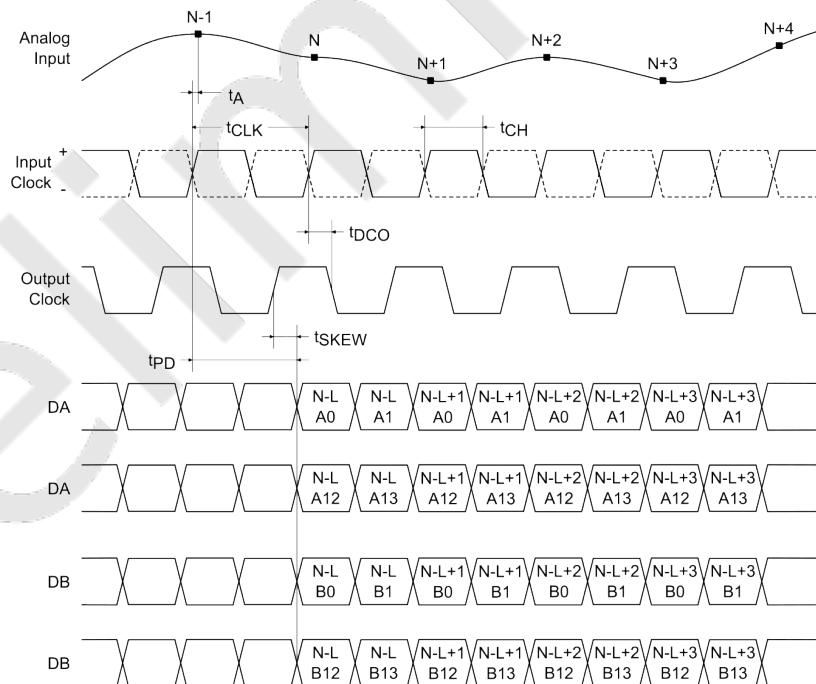 N-1
N
N+1
N+2
N+3
N+4
Analog
Input
tA
tCLK
tCH
Input
Clock
+
-
tDCO
Output
Clock
tSKEW
tPD
DA
N-L N-L N-L+1 N-L+1 N-L+2 N-L+2 N-L+3 N-L+3
A0 A1 A0 A1 A0 A1 A0 A1
DA
N-L N-L N-L+1 N-L+1 N-L+2 N-L+2 N-L+3 N-L+3
A12 A13 A12 A13 A12 A13 A12 A13
DB
N-L N-L N-L+1 N-L+1 N-L+2 N-L+2 N-L+3 N-L+3
B0 B1 B0 B1 B0 B1 B0 B1
DB
N-L N-L N-L+1 N-L+1 N-L+2 N-L+2 N-L+3 N-L+3
B12 B13 B12 B13 B12 B13 B12 B13
elim